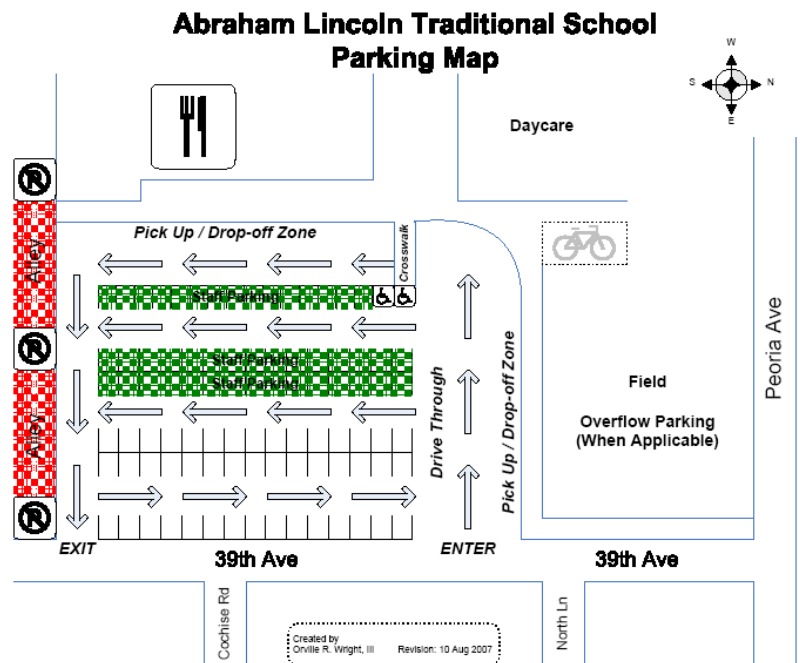 Abraham Lincoln Traditional School
Parking Map
W
S
N
E
Daycare
Pick Up / Drop-off Zone
Crosswalk
Alley
Staff Parking
Staff Parking
Staff Parking
Alley
Drive Through
Pick Up / Drop-off Zone
Field
Overflow Parking
(When Applicable)
Peoria Ave
EXIT
ENTER
39th Ave
39th Ave
Cochise Rd
North Ln
Created by
Orville R. Wright, III
Revision: 10 Aug 2007